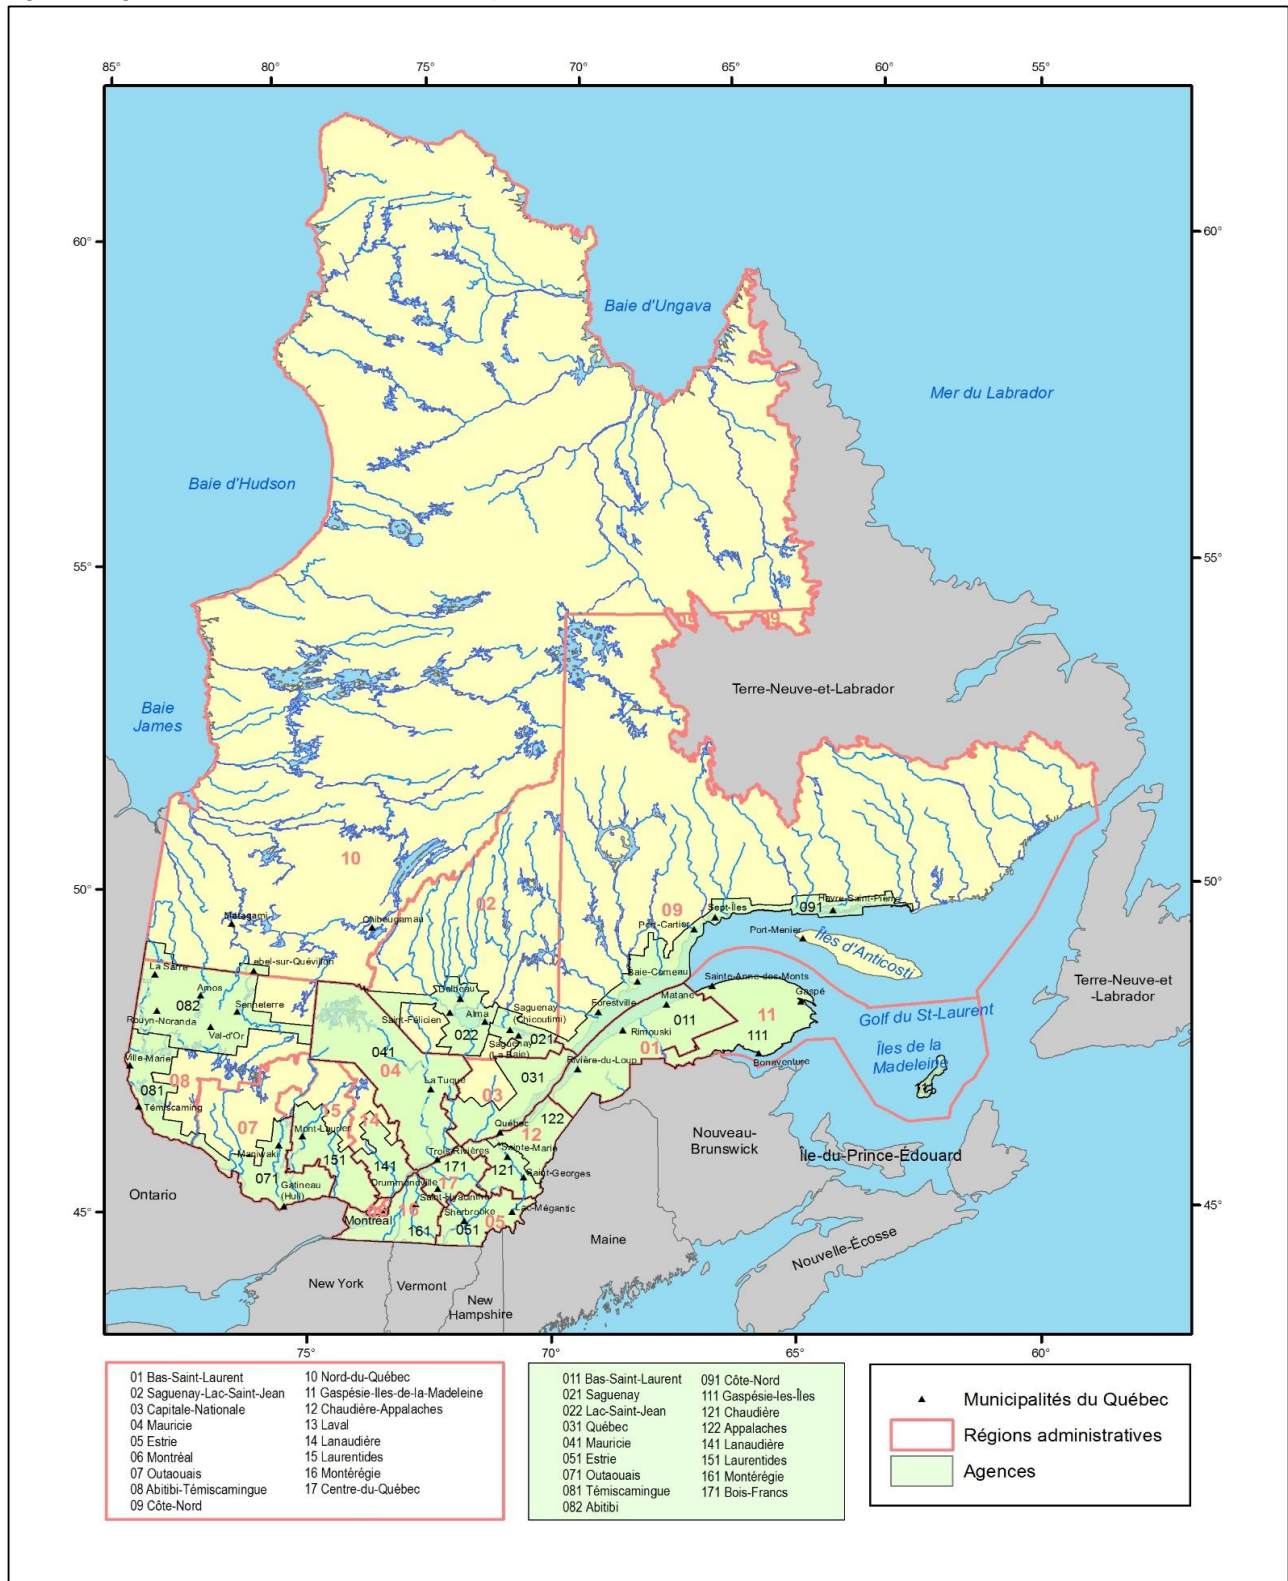 85°
80°
75°
70°
65°
60°
55°
60°
60°
Baie d'Ungava
Mer du Labrador
Baie d'Hudson
55°
55°
09
Terre-Neuve-et-Labrador
Baie
James
10
02
50°
50°
09
Matagami
Chibougamau
Sept-Îles
091
Havre-Saint-Pierre
Port-Cartier
Port-Menier
Îles d'Anticosti
La Sarre
Lebel-sur-Quévillon
Baie-Comeau
Sainte-Anne-des-Monts
Terre-Neuve-et
-Labrador
Amos
082
Senneterre
Dolbeau
Forestville
Matane
Gaspé
Rouyn-Noranda
Val-d'Or
Saint-Félicien
Alma
022
Saguenay
(Chicoutimi)
Saguenay
(La Baie)
021
Rimouski
011
01
11
111
Golf du St-Laurent
Îles de la
Madeleine
Ville-Marie
041
04
Rivière-du-Loup
Bonaventure
081
08
La Tuque
03
031
Témiscaming
07
15
14
Québec
122
12
Mont-Laurier
Maniwaki
151
141
Trois-Rivières
171
Sainte-Marie
121
Saint-Georges
Nouveau-
Brunswick
Île-du-Prince-Édouard
Ontario
071
Gatineau
(Hull)
Drummondville
17
Saint-Hyacinthe
Lac-Mégantic
45°
45°
Montréal
16
161
Sherbrooke
051
05
Maine
Nouvelle-Écosse
New York
Vermont
New
Hampshire
75°
70°
65°
60°
01 Bas-Saint-Laurent
02 Saguenay-Lac-Saint-Jean
03 Capitale-Nationale
04 Mauricie
05 Estrie
06 Montréal
07 Outaouais
08 Abitibi-Témiscamingue
09 Côte-Nord
10 Nord-du-Québec
11 Gaspésie-Iles-de-la-Madeleine
12 Chaudière-Appalaches
13 Laval
14 Lanaudière
15 Laurentides
16 Montérégie
17 Centre-du-Québec
011 Bas-Saint-Laurent
021 Saguenay
022 Lac-Saint-Jean
031 Québec
041 Mauricie
051 Estrie
071 Outaouais
081 Témiscamingue
082 Abitibi
091 Côte-Nord
111 Gaspésie-les-Îles
121 Chaudière
122 Appalaches
141 Lanaudière
151 Laurentides
161 Montérégie
171 Bois-Francs
Municipalités du Québec
Régions administratives
Agences